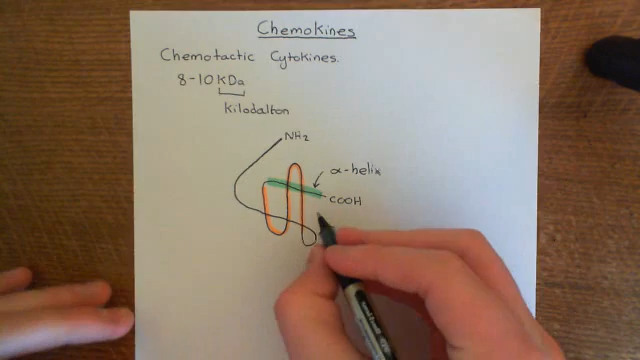 Chemokines
Chemotactic Cytokines.
8-10 KDa
Kilodalton
NH2
α-helix
COOH